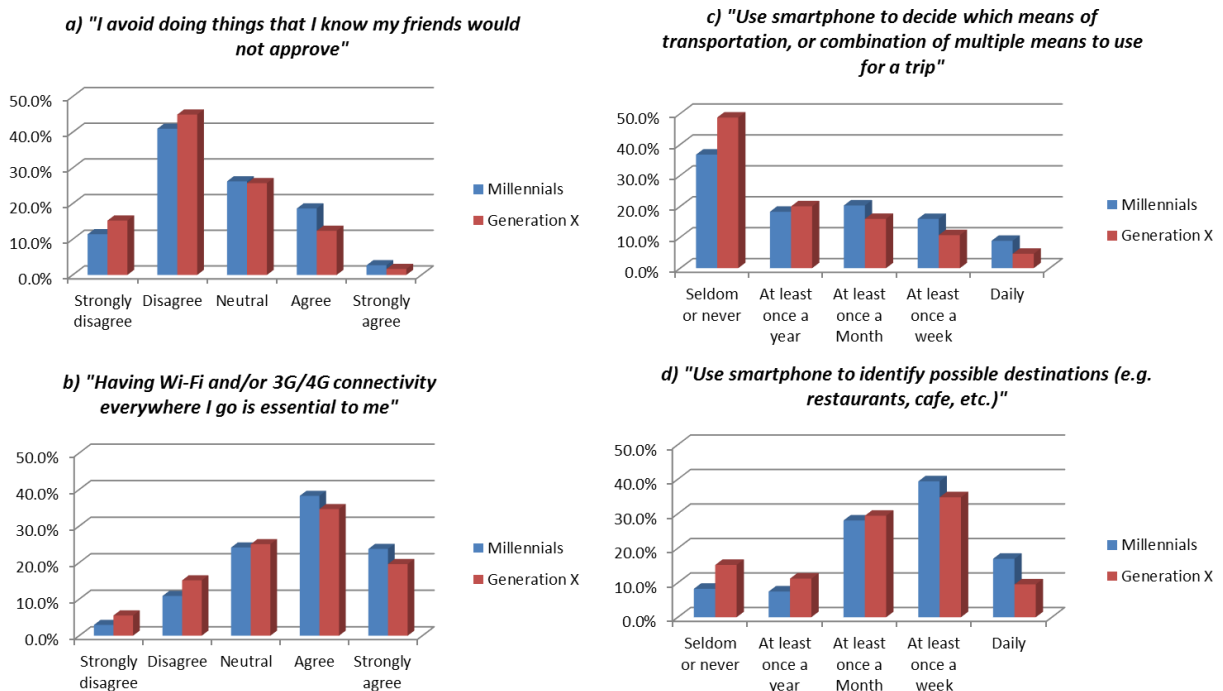 a) "I avoid doing things that I know my friends would
not approve"
50.0%
40.0%
30.0%
20.0%
10.0%
0.0%
Strongly
disagree
Disagree
Neutral
Agree
Strongly
agree
Millennials
Generation X
c) "Use smartphone to decide which means of
transportation, or combination of multiple means to use
for a trip"
50.0%
40.0%
30.0%
20.0%
10.0%
0.0%
Seldom
or never
At least
once a
year
At least
once a
Month
At least
once a
week
Daily
Millennials
Generation X
b) "Having Wi-Fi and/or 3G/4G connectivity
everywhere I go is essential to me"
50.0%
40.0%
30.0%
20.0%
10.0%
0.0%
Strongly
disagree
Disagree
Neutral
Agree
Strongly
agree
Millennials
Generation X
d) "Use smartphone to identify possible destinations (e.g.
restaurants, cafe, etc.)"
50.0%
40.0%
30.0%
20.0%
10.0%
0.0%
Seldom
or never
At least
once a
year
At least
once a
Month
At least
once a
week
Daily
Millennials
Generation X